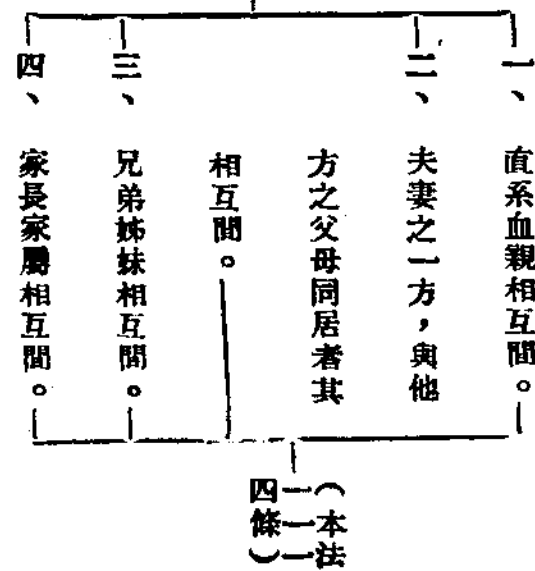 一、直系血親相互間。
二、夫妻之一方，與他
方之父母同居者其
相互間。
三、兄弟姊妹相互間。
四、家長家屬相互間。
（本法
一一一
四條）